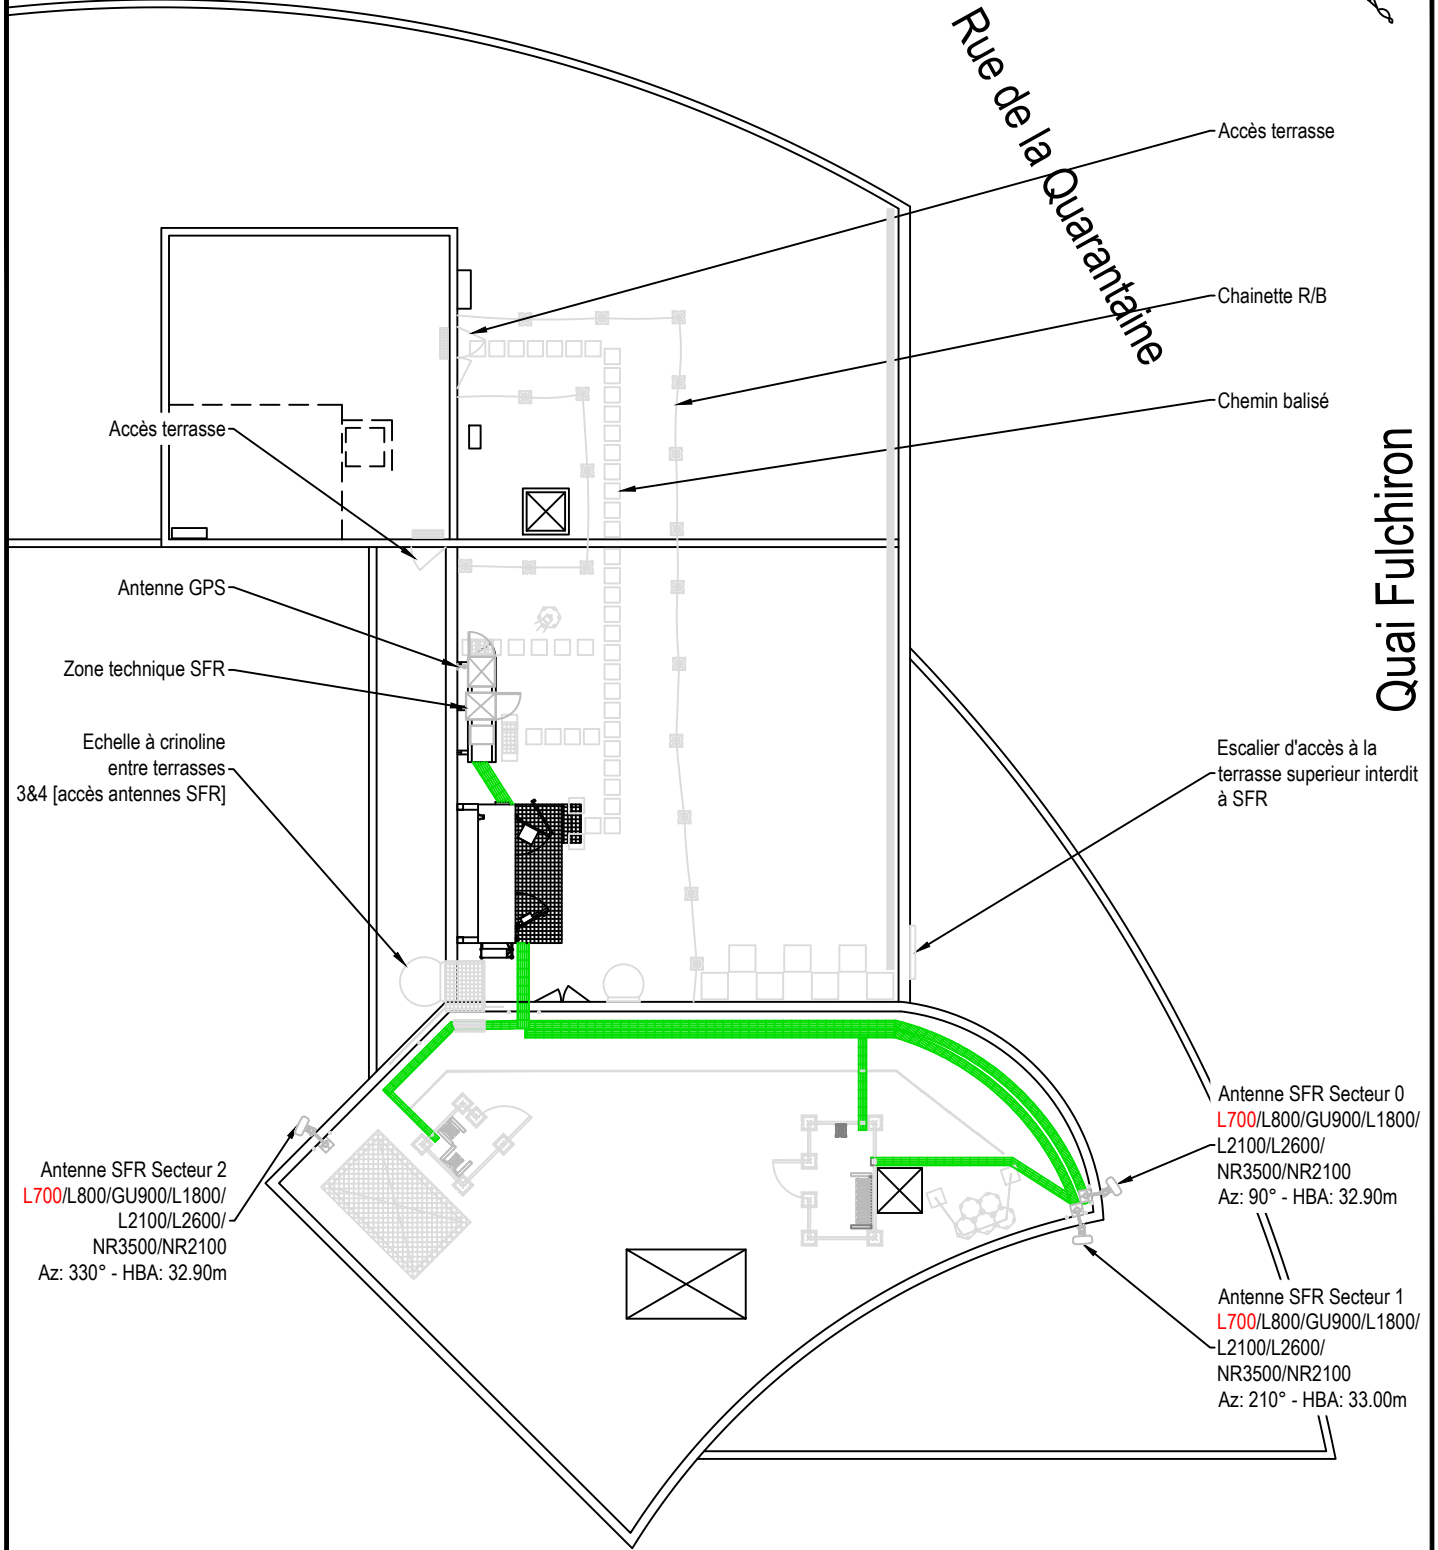 Rue de la Quarantaine
Accès terrasse
Chainette R/B
Chemin balisé
Quai Fulchiron
Accès terrasse
Antenne GPS
Zone technique SFR
Echelle à crinoline
entre terrasses
3&4 [accès antennes SFR]
Escalier d'accès à la
terrasse superieur interdit
à SFR
Antenne SFR Secteur 0
L700/L800/GU900/L1800/
L2100/L2600/
NR3500/NR2100
Az: 90° - HBA: 32.90m
Antenne SFR Secteur 2
L700/L800/GU900/L1800/
L2100/L2600/
NR3500/NR2100
Az: 330° - HBA: 32.90m
Antenne SFR Secteur 1
L700/L800/GU900/L1800/
L2100/L2600/
NR3500/NR2100
Az: 210° - HBA: 33.00m